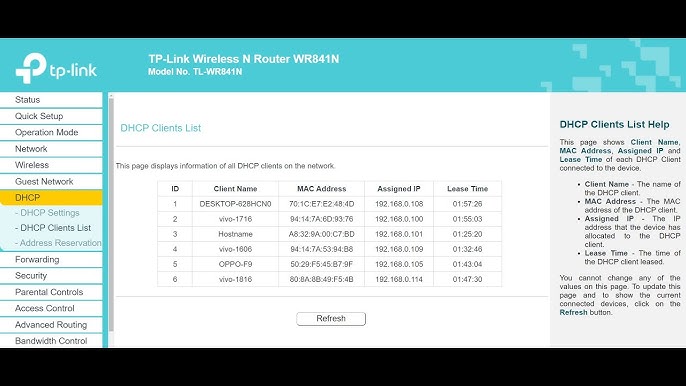 tp-link
TP-Link Wireless N Router WR841N
Model No. TL-WR841N
Status
Quick Setup
Operation Mode
Network
Wireless
Guest Network
DHCP
- DHCP Settings
- DHCP Clients List
- Address Reservation
Forwarding
Security
Parental Controls
Access Control
Advanced Routing
Bandwidth Control
DHCP Clients List
This page displays information of all DHCP clients on the network.
ID Client Name MAC Address Assigned IP Lease Time
1 DESKTOP-628HCN0 70:1C:E7:E2:48:4D 192.168.0.108 01:57:26
2 vivo-1716 94:14:7A:6D:93:76 192.168.0.100 01:55:03
3 Hostname A8:32:9A:00:C7:BD 192.168.0.101 01:25:20
4 vivo-1606 94:14:7A:53:94:B8 192.168.0.109 01:32:46
5 OPPO-F9 50:29:F5:45:B7:9F 192.168.0.105 01:43:04
6 vivo-1816 80:8A:8B:49:F5:4B 192.168.0.114 01:47:30
Refresh
DHCP Clients List Help
This page shows Client Name,
MAC Address, Assigned IP and
Lease Time of each DHCP Client
connected to the device.
• Client Name - The name of
the DHCP client.
• MAC Address - The MAC
address of the DHCP client.
• Assigned IP - The IP
address that the device has
allocated to the DHCP
client.
• Lease Time - The time of
the DHCP client leased.
You cannot change any of the
values on this page. To update this
page and to show the current
connected devices, click on the
Refresh button.